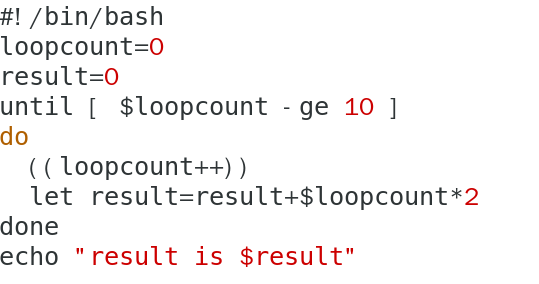 #!/bin/bash
loopcount=0
result=0
until [ $loopcount -ge 10 ]
do
  ((loopcount++))
  let result=result+$loopcount*2
done
echo "result is $result"